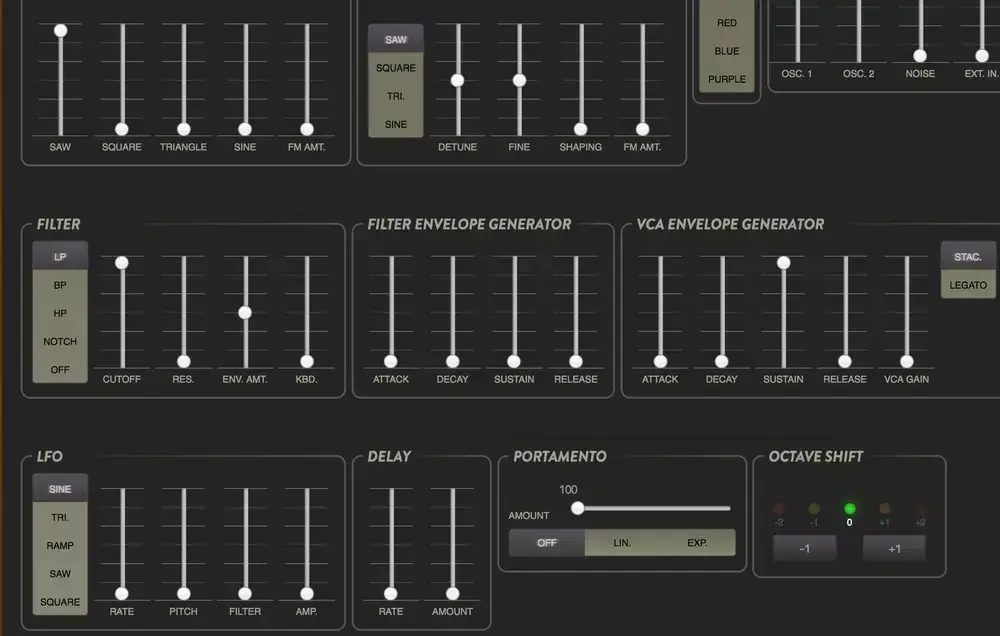 RED
BLUE
PURPLE
SAW
SQUARE
TRI.
SINE
OSC. 1 OSC. 2 NOISE EXT. IN.
SAW SQUARE TRIANGLE SINE FM AMT.
DETUNE FINE SHAPING FM AMT.
FILTER
LP
BP
HP
NOTCH
OFF
CUTOFF RES. ENV. AMT. KBD.
FILTER ENVELOPE GENERATOR
ATTACK DECAY SUSTAIN RELEASE
VCA ENVELOPE GENERATOR
ATTACK DECAY SUSTAIN RELEASE VCA GAIN
STAC.
LEGATO
LFO
SINE
TRI.
RAMP
SAW
SQUARE
RATE PITCH FILTER AMP.
DELAY
RATE AMOUNT
PORTAMENTO
100
AMOUNT
OFF LIN. EXP.
OCTAVE SHIFT
-2 -1 0 +1 +2
-1 +1